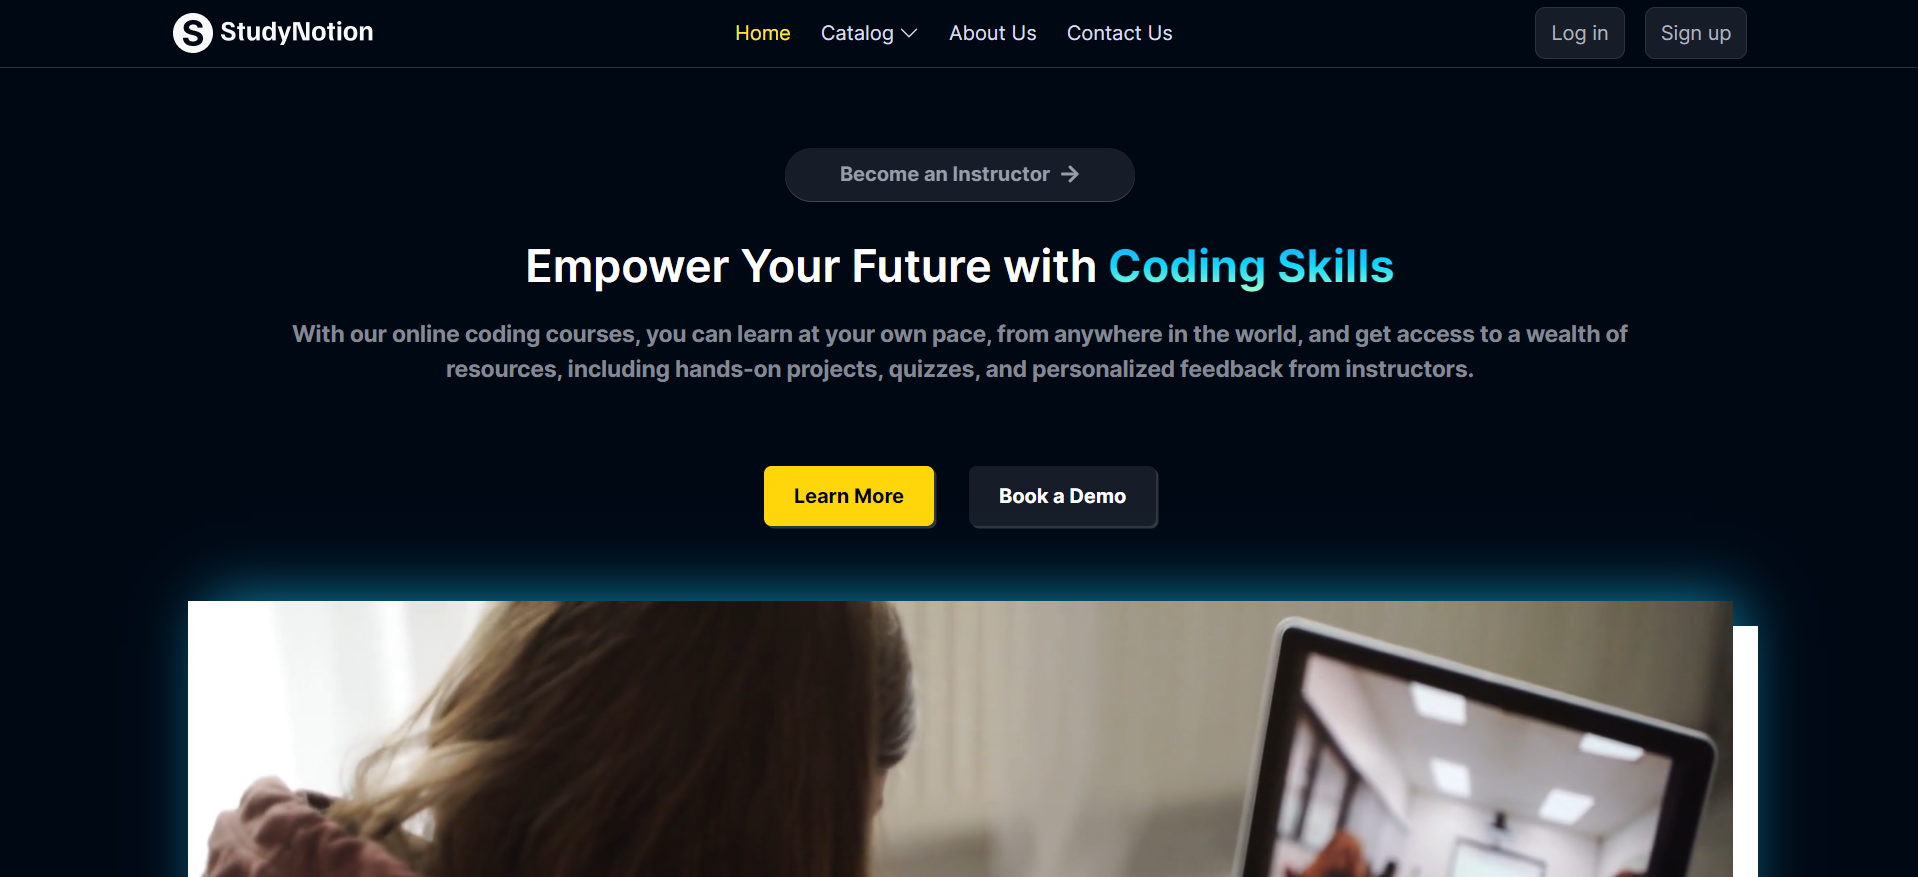 StudyNotion
Home
Catalog
About Us
Contact Us
Log in
Sign up
Become an Instructor
Empower Your Future with Coding Skills
With our online coding courses, you can learn at your own pace, from anywhere in the world, and get access to a wealth of
resources, including hands-on projects, quizzes, and personalized feedback from instructors.
Learn More
Book a Demo